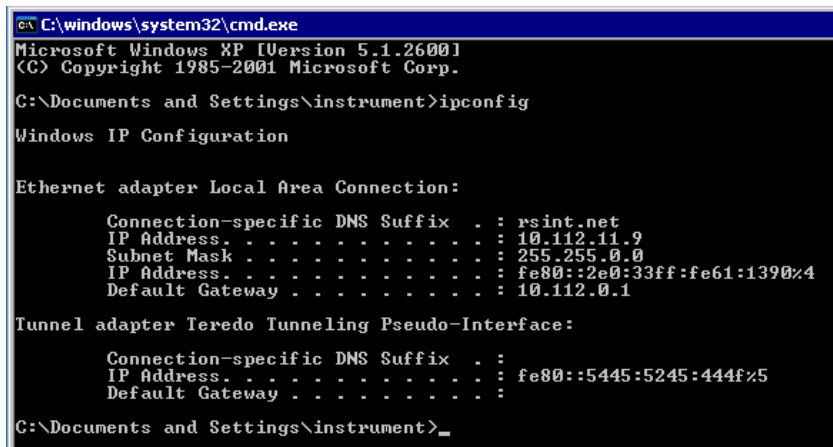 C:\windows\system32\cmd.exe
Microsoft Windows XP [Version 5.1.2600]
(C) Copyright 1985-2001 Microsoft Corp.
C:\Documents and Settings\instrument>ipconfig
Windows IP Configuration
Ethernet adapter Local Area Connection:
Connection-specific DNS Suffix . : rsint.net
IP Address. . . . . . . . . . . . : 10.112.11.9
Subnet Mask . . . . . . . . . . . : 255.255.0.0
IP Address. . . . . . . . . . . . : fe80::2e0:33ff:fe61:1390%4
Default Gateway . . . . . . . . . : 10.112.0.1
Tunnel adapter Teredo Tunneling Pseudo-Interface:
Connection-specific DNS Suffix . :
IP Address. . . . . . . . . . . . : fe80::5445:5245:444f%5
Default Gateway . . . . . . . . . :
C:\Documents and Settings\instrument>_